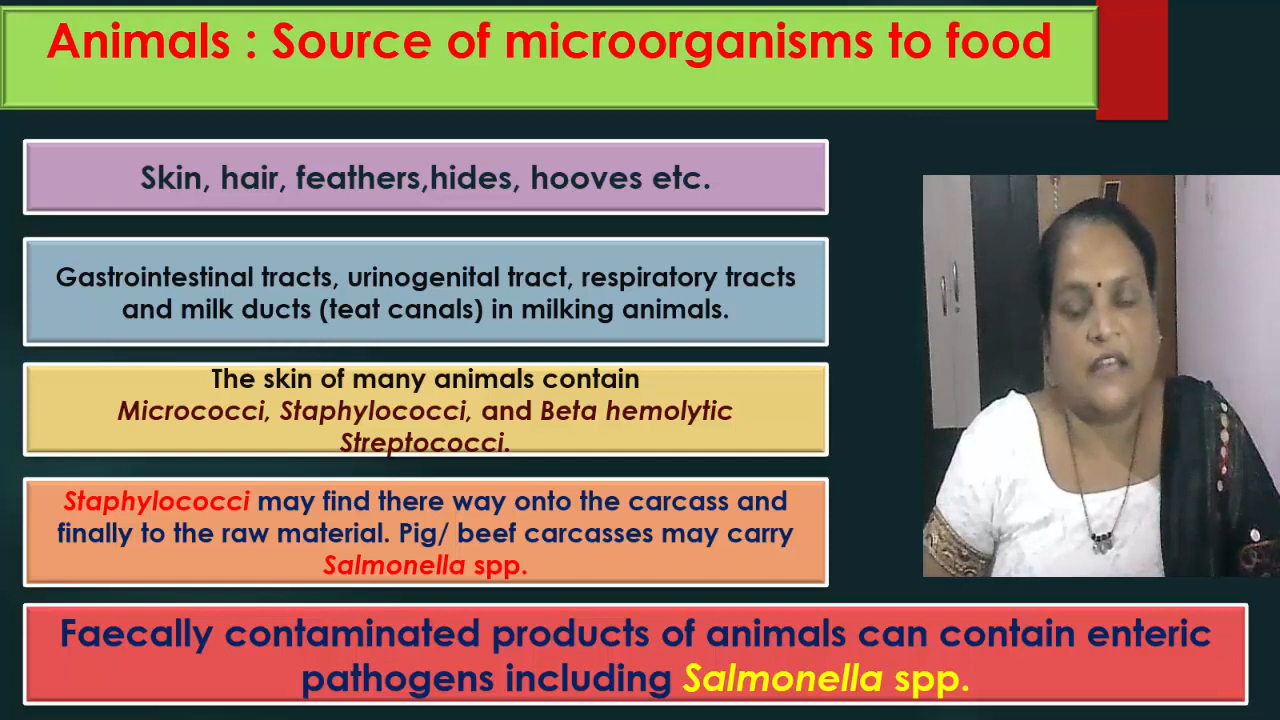 Animals : Source of microorganisms to food
Skin, hair, feathers,hides, hooves etc.
Gastrointestinal tracts, urinogenital tract, respiratory tracts
and milk ducts (teat canals) in milking animals.
The skin of many animals contain
Micrococci, Staphylococci, and Beta hemolytic
Streptococci.
Staphylococci may find there way onto the carcass and
finally to the raw material. Pig/ beef carcasses may carry
Salmonella spp.
Faecally contaminated products of animals can contain enteric
pathogens including Salmonella spp.